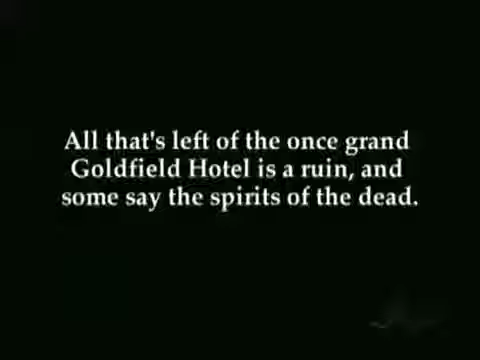 All that's left of the once grand
Goldfield Hotel is a ruin, and
some say the spirits of the dead.